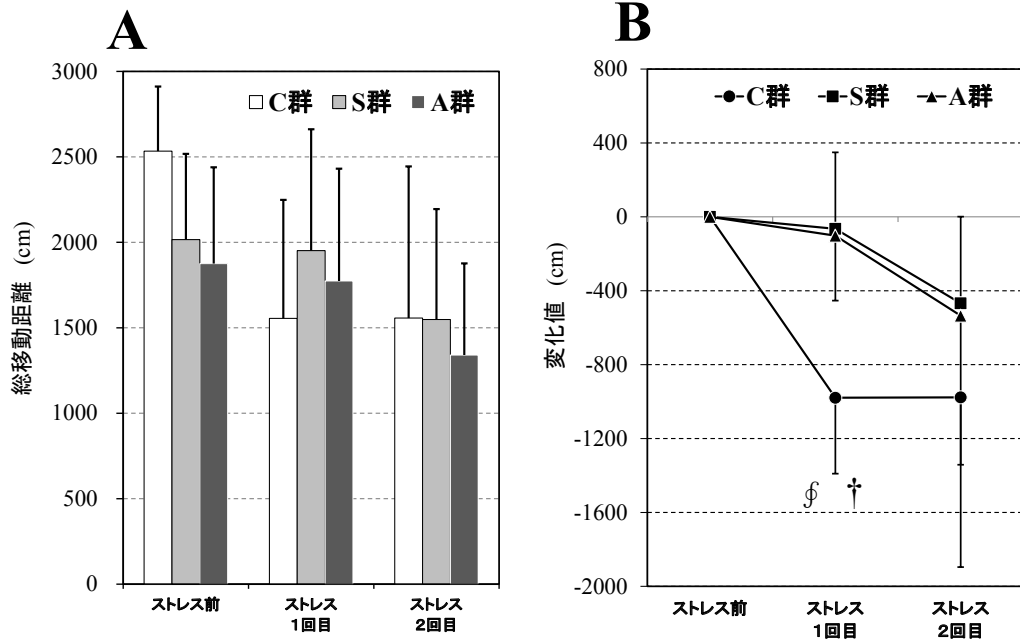 A
総移動距離 (cm)
3000
2500
2000
1500
1000
500
0
C群 S群 A群
ストレス前
ストレス
1回目
ストレス
2回目
B
変化値 (cm)
800
400
0
-400
-800
-1200
-1600
-2000
C群 S群 A群
∮ †
ストレス前
ストレス
1回目
ストレス
2回目